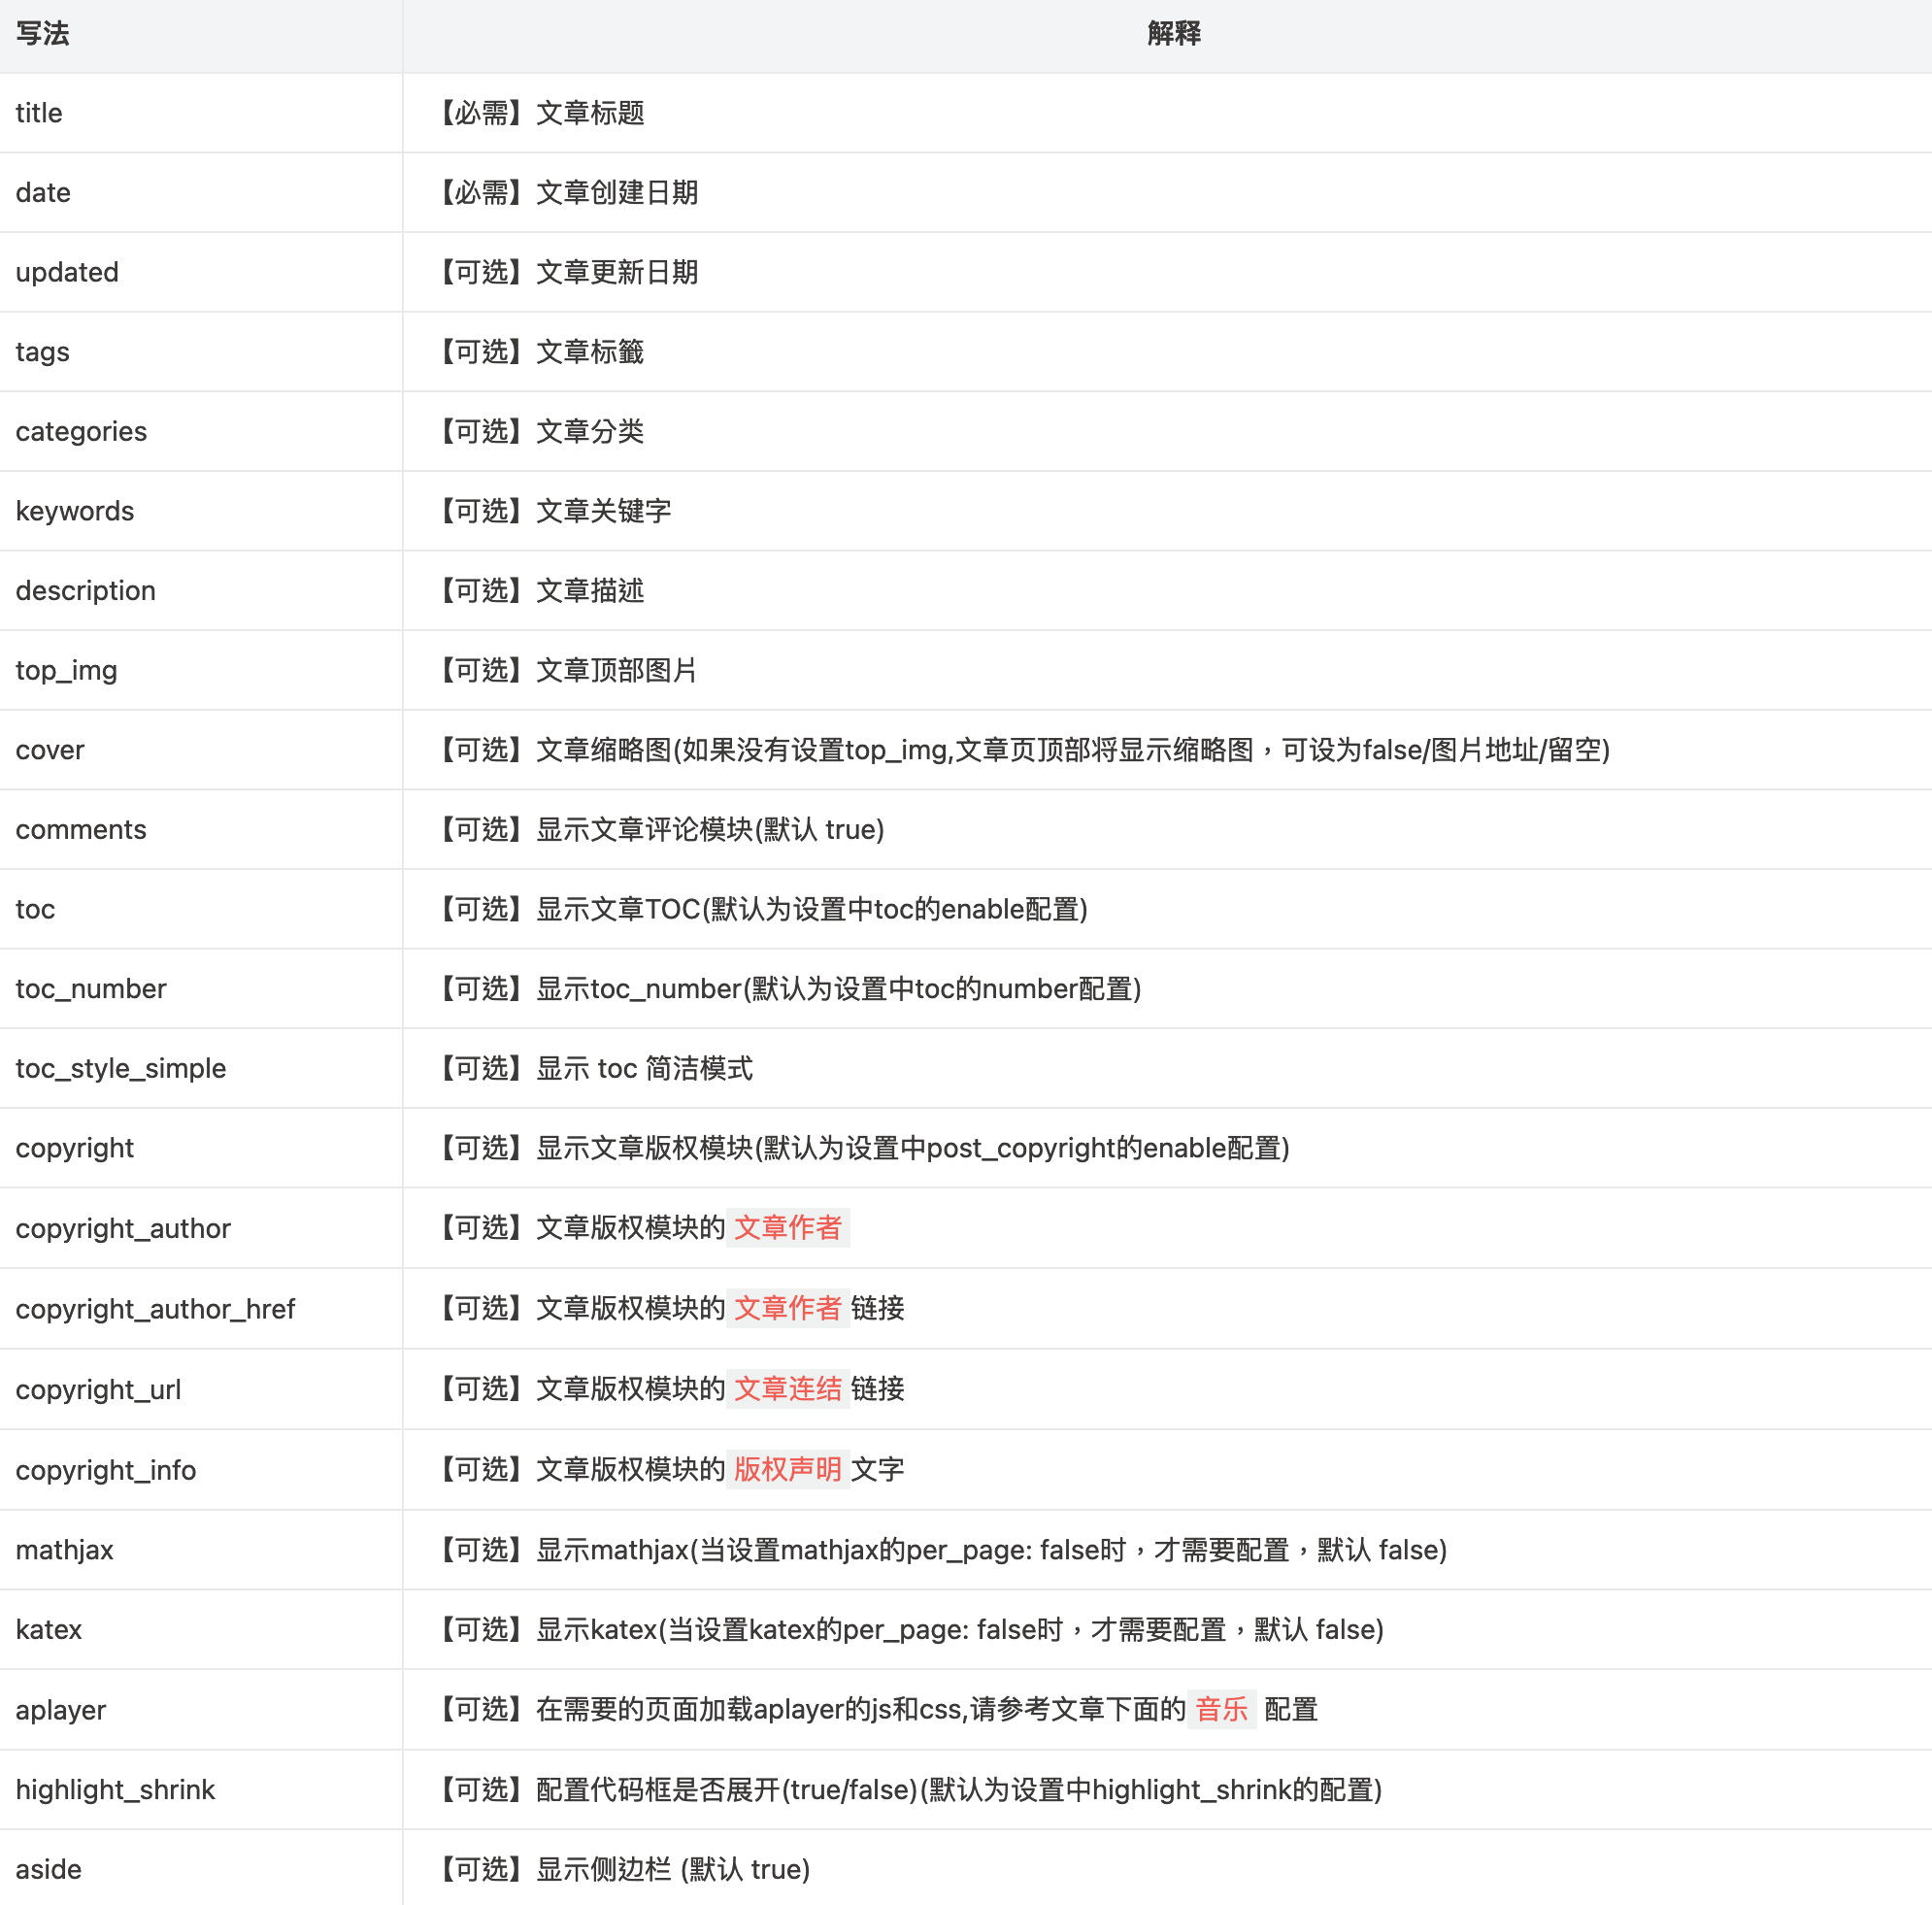 写法 解释
title 【必需】文章标题
date 【必需】文章创建日期
updated 【可选】文章更新日期
tags 【可选】文章标籤
categories 【可选】文章分类
keywords 【可选】文章关键字
description 【可选】文章描述
top_img 【可选】文章顶部图片
cover 【可选】文章缩略图(如果没有设置top_img,文章页顶部将显示缩略图，可设为false/图片地址/留空)
comments 【可选】显示文章评论模块(默认 true)
toc 【可选】显示文章TOC(默认为设置中toc的enable配置)
toc_number 【可选】显示toc_number(默认为设置中toc的number配置)
toc_style_simple 【可选】显示 toc 简洁模式
copyright 【可选】显示文章版权模块(默认为设置中post_copyright的enable配置)
copyright_author 【可选】文章版权模块的 文章作者
copyright_author_href 【可选】文章版权模块的 文章作者 链接
copyright_url 【可选】文章版权模块的 文章连结 链接
copyright_info 【可选】文章版权模块的 版权声明 文字
mathjax 【可选】显示mathjax(当设置mathjax的per_page: false时，才需要配置，默认 false)
katex 【可选】显示katex(当设置katex的per_page: false时，才需要配置，默认 false)
aplayer 【可选】在需要的页面加载aplayer的js和css,请参考文章下面的 音乐 配置
highlight_shrink 【可选】配置代码框是否展开(true/false)(默认为设置中highlight_shrink的配置)
aside 【可选】显示侧边栏 (默认 true)